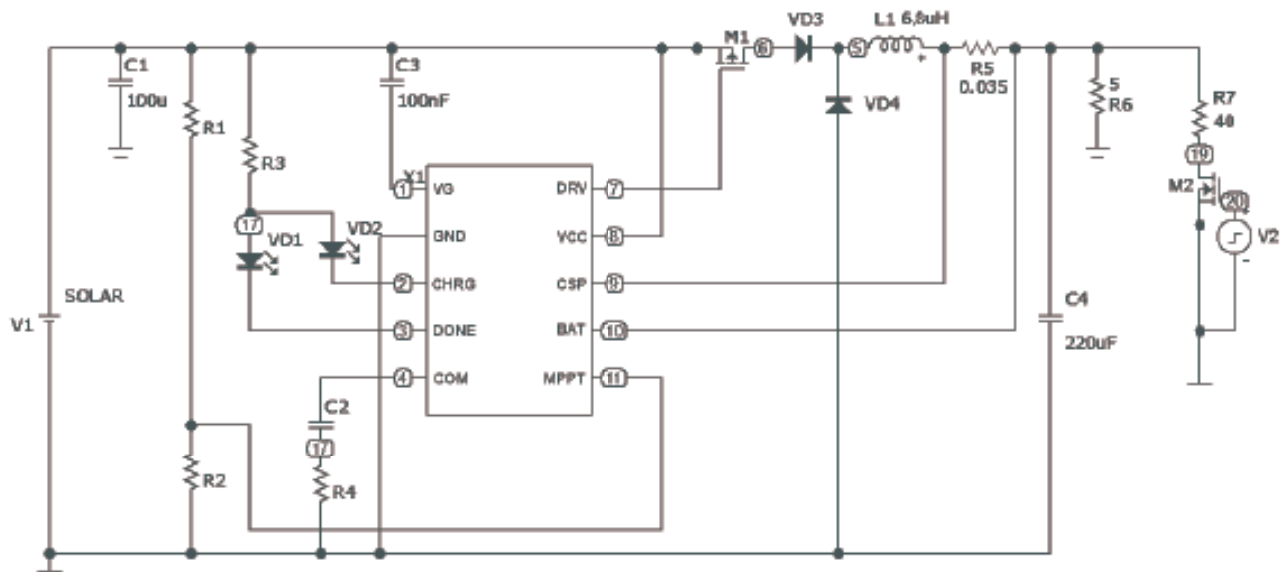 VD3
L1 6,8uH
M1
6
5
C1
100u
C3
100nF
R5
0.035
5
R6
R7
40
R1
VD4
R3
X1
19
1
VG
DRV
7
M2
20
17
VD1
VD2
GND
VCC
8
V2
2
CHRG
CSP
9
SOLAR
V1
C4
220uF
3
DONE
BAT
10
4
COM
MPPT
11
C2
17
R2
R4